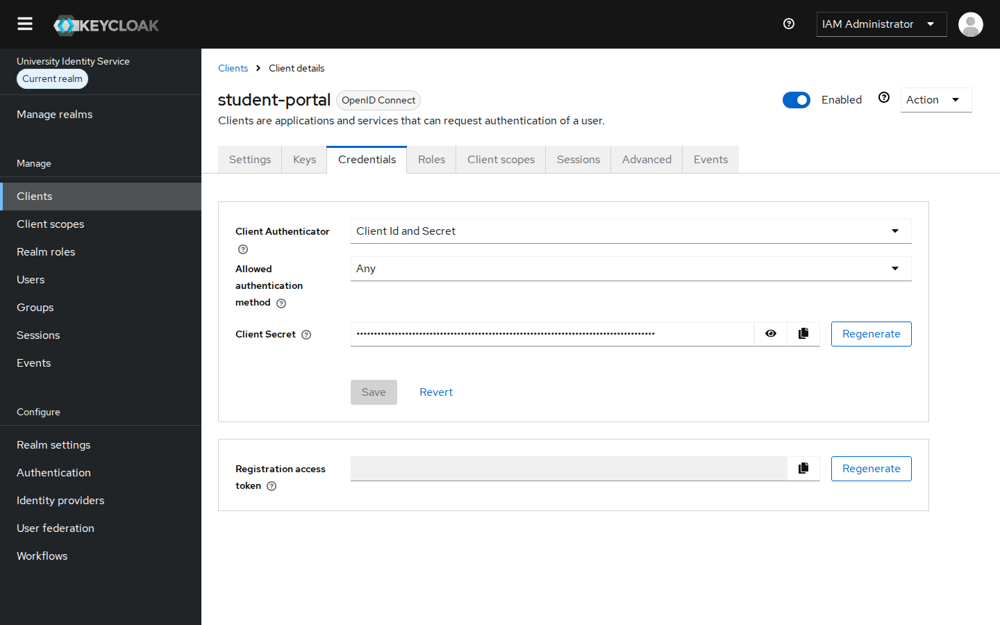 KEYCLOAK
IAM Administrator
University Identity Service
Current realm
Manage realms
Manage
Clients
Client scopes
Realm roles
Users
Groups
Sessions
Events
Configure
Realm settings
Authentication
Identity providers
User federation
Workflows
Clients > Client details
student-portal OpenID Connect
Enabled
Action
Clients are applications and services that can request authentication of a user.
Settings Keys Credentials Roles Client scopes Sessions Advanced Events
Client Authenticator
Client Id and Secret
Allowed
authentication
method
Any
Client Secret
Regenerate
Save Revert
Registration access
token
Regenerate